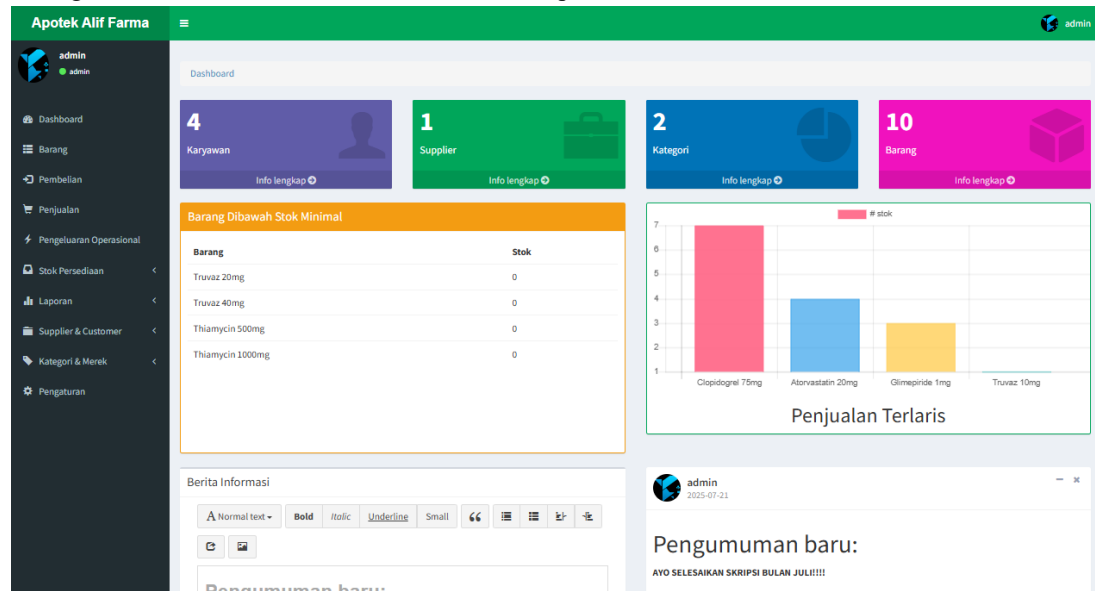 Apotek Alif Farma
admin
admin
admin
Dashboard
Barang
Pembelian
Penjualan
Pengeluaran Operasional
Stok Persediaan
Laporan
Supplier & Customer
Kategori & Merek
Pengaturan
Dashboard
4
Karyawan
Info lengkap
1
Supplier
Info lengkap
2
Kategori
Info lengkap
10
Barang
Info lengkap
Barang Dibawah Stok Minimal
Barang Stok
Truvaz 20mg 0
Truvaz 40mg 0
Thiamycin 500mg 0
Thiamycin 1000mg 0
# stok
7
6
5
4
3
2
1
Clopidogrel 75mg Atorvastatin 20mg Glimepiride 1mg Truvaz 10mg
Penjualan Terlaris
Berita Informasi
A Normal text Bold Italic Underline Small
Pengumuman baru:
admin
2025-07-21
Pengumuman baru:
AYO SELESAIKAN SKRIPSI BULAN JULI!!!!